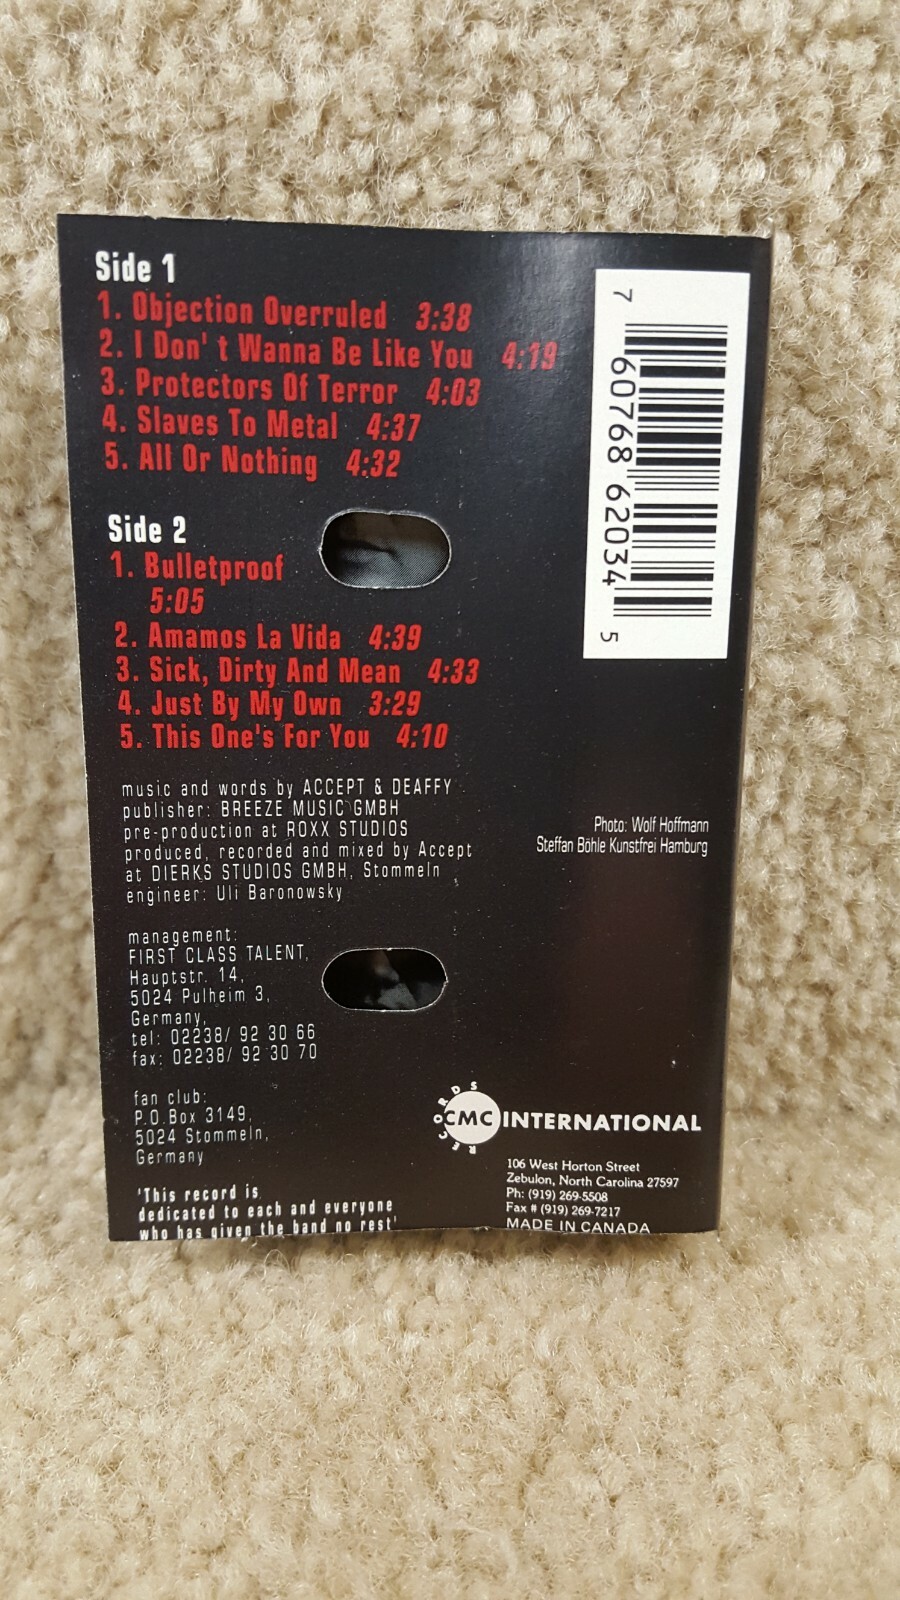 Side 1
1. Objection Overruled 3:38
2. I Don't Wanna Be Like You 4:19
3. Protectors Of Terror 4:03
4. Slaves To Metal 4:37
5. All Or Nothing 4:32
Side 2
1. Bulletproof
5:05
2. Amamos La Vida 4:39
3. Sick, Dirty And Mean 4:33
4. Just By My Own 3:29
5. This One's For You 4:10
music and words by ACCEPT & DEAFFY
publisher: BREEZE MUSIC GMBH
pre-production at ROXX STUDIOS
produced, recorded and mixed by Accept
at DIERKS STUDIOS GMBH, Stommeln
engineer: Uli Baronowsky
management:
FIRST CLASS TALENT,
Hauptstr. 14,
5024 Pulheim 3,
Germany,
tel: 02238/ 92 30 66
fax: 02238/ 92 30 70
fan club:
P.O.Box 3149,
5024 Stommeln,
Germany
'This record is
dedicated to each and everyone
who has given the band no rest'
7 60768 62034 5
Photo: Wolf Hoffmann
Steffan Böhle Kunstfrei Hamburg
CMC INTERNATIONAL
RECORDS
106 West Horton Street
Zebulon, North Carolina 27597
Ph: (919) 269-5508
Fax # (919) 269-7217
MADE IN CANADA